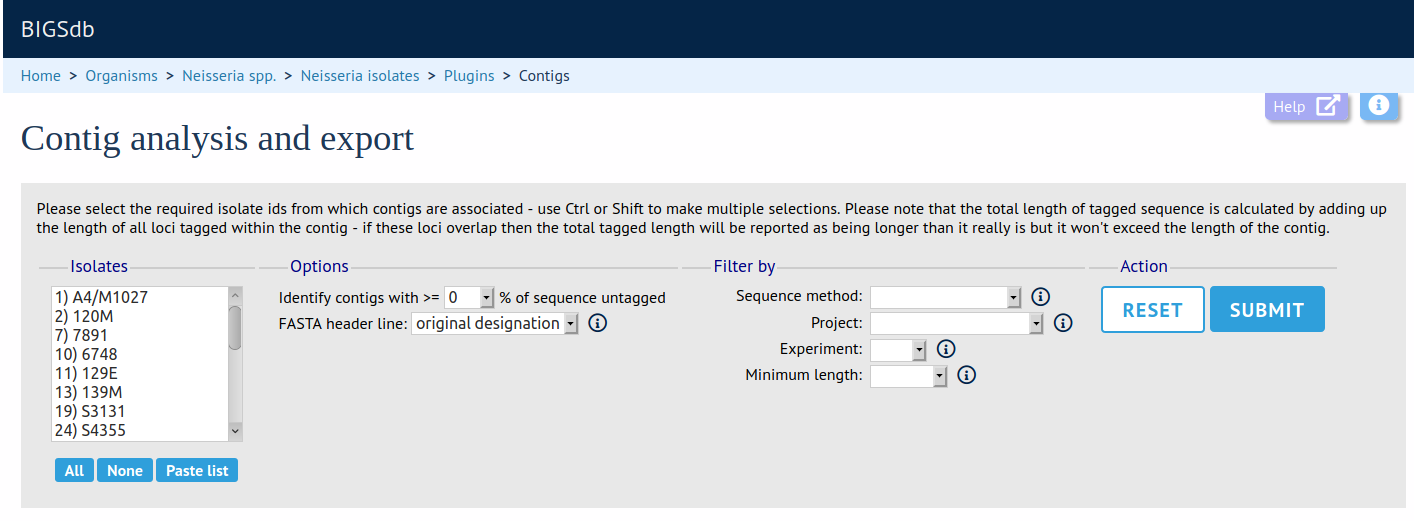 BIGSdb
Home > Organisms > Neisseria spp. > Neisseria isolates > Plugins > Contigs
Help
Contig analysis and export
Please select the required isolate ids from which contigs are associated - use Ctrl or Shift to make multiple selections. Please note that the total length of tagged sequence is calculated by adding up
the length of all loci tagged within the contig - if these loci overlap then the total tagged length will be reported as being longer than it really is but it won't exceed the length of the contig.
Isolates
1) A4/M1027
2) 120M
7) 7891
10) 6748
11) 129E
13) 139M
19) S3131
24) S4355
All None Paste list
Options
Identify contigs with >= 0 % of sequence untagged
FASTA header line: original designation
Filter by
Sequence method:
Project:
Experiment:
Minimum length:
Action
RESET SUBMIT